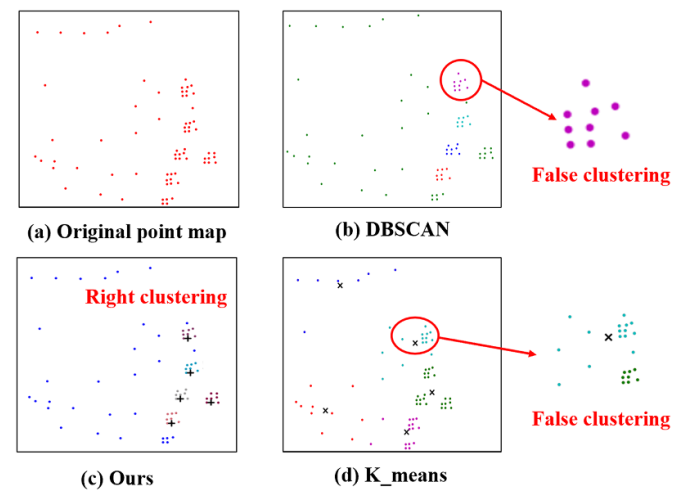 False clustering
(a) Original point map
(b) DBSCAN
Right clustering
False clustering
(c) Ours
(d) K_means